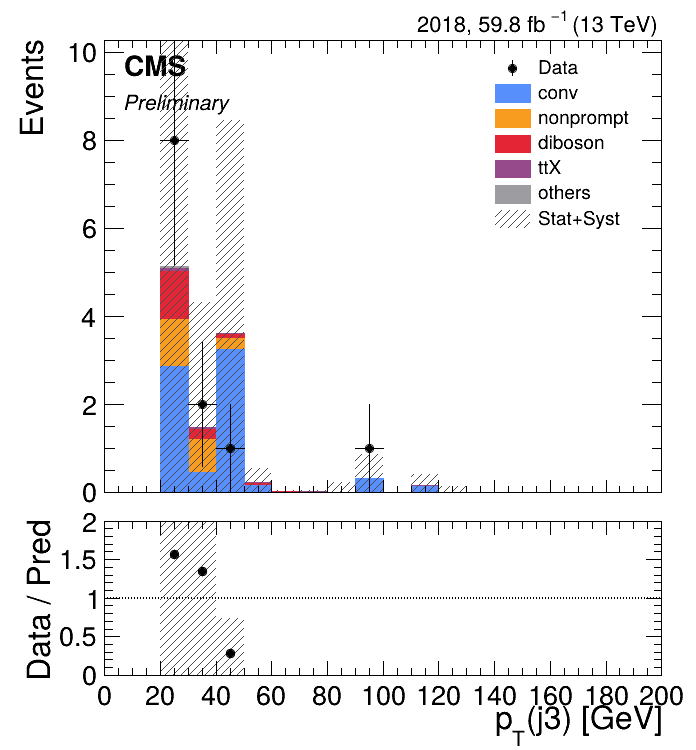 2018, 59.8 fb⁻¹ (13 TeV)
CMS
Preliminary
Events
10
8
6
4
2
0
Data
conv
nonprompt
diboson
ttX
others
Stat+Syst
Data / Pred
2
1.5
1
0.5
0
0 20 40 60 80 100 120 140 160 180 200
p_T(j3) [GeV]